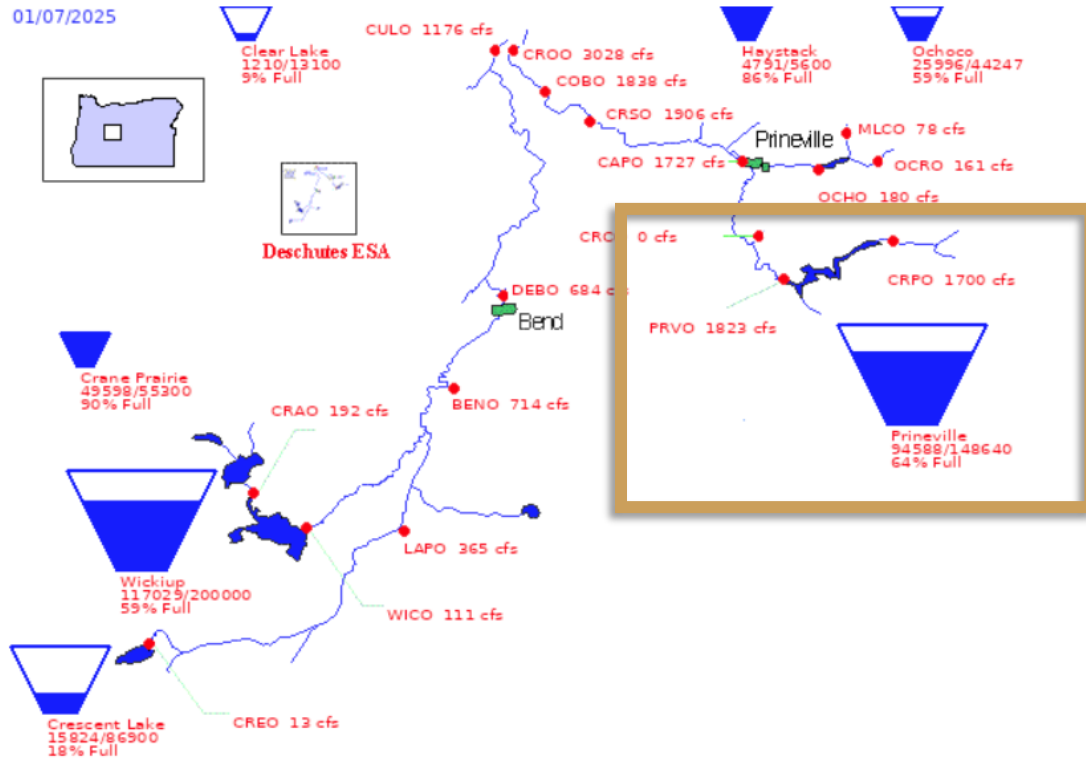 01/07/2025
Clear Lake
1210/13100
9% Full
CULO 1176 cfs
CROO 3028 cfs
COBO 1838 cfs
CRSO 1906 cfs
Haystack
4791/5600
86% Full
Ochoco
25996/44247
59% Full
Prineville
MLCO 78 cfs
CAPO 1727 cfs
OCRO 161 cfs
OCHO 180 cfs
Deschutes ESA
0 cfs
CRPO 1700 cfs
DEBO 684 cfs
Bend
PRVO 1823 cfs
Prineville
94588/148640
64% Full
Crane Prairie
49598/55300
90% Full
CRAO 192 cfs
BENO 714 cfs
LAPO 365 cfs
Wickiup
117029/200000
59% Full
WICO 111 cfs
CREO 13 cfs
Crescent Lake
15824/86900
18% Full